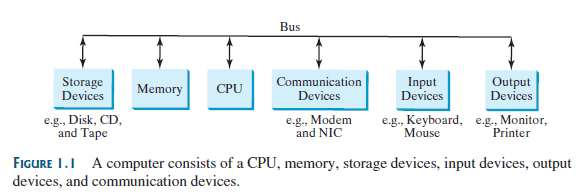 Bus
Storage
Devices
Memory
CPU
Communication
Devices
Input
Devices
Output
Devices
e.g., Disk, CD,
and Tape
e.g., Modem
and NIC
e.g., Keyboard,
Mouse
e.g., Monitor,
Printer
FIGURE 1.1 A computer consists of a CPU, memory, storage devices, input devices, output
devices, and communication devices.